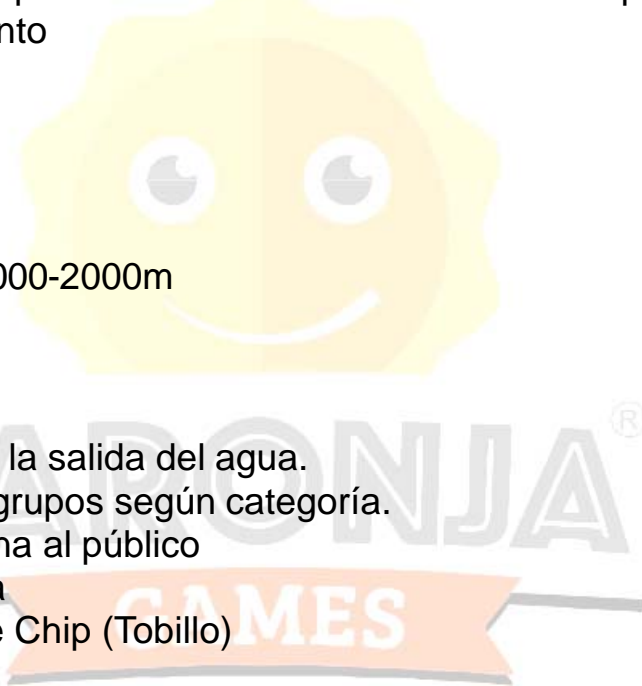 nto
000-2000m
la salida del agua.
grupos según categoría.
na al público
a
e Chip (Tobillo)
ARONJA®
GAMES